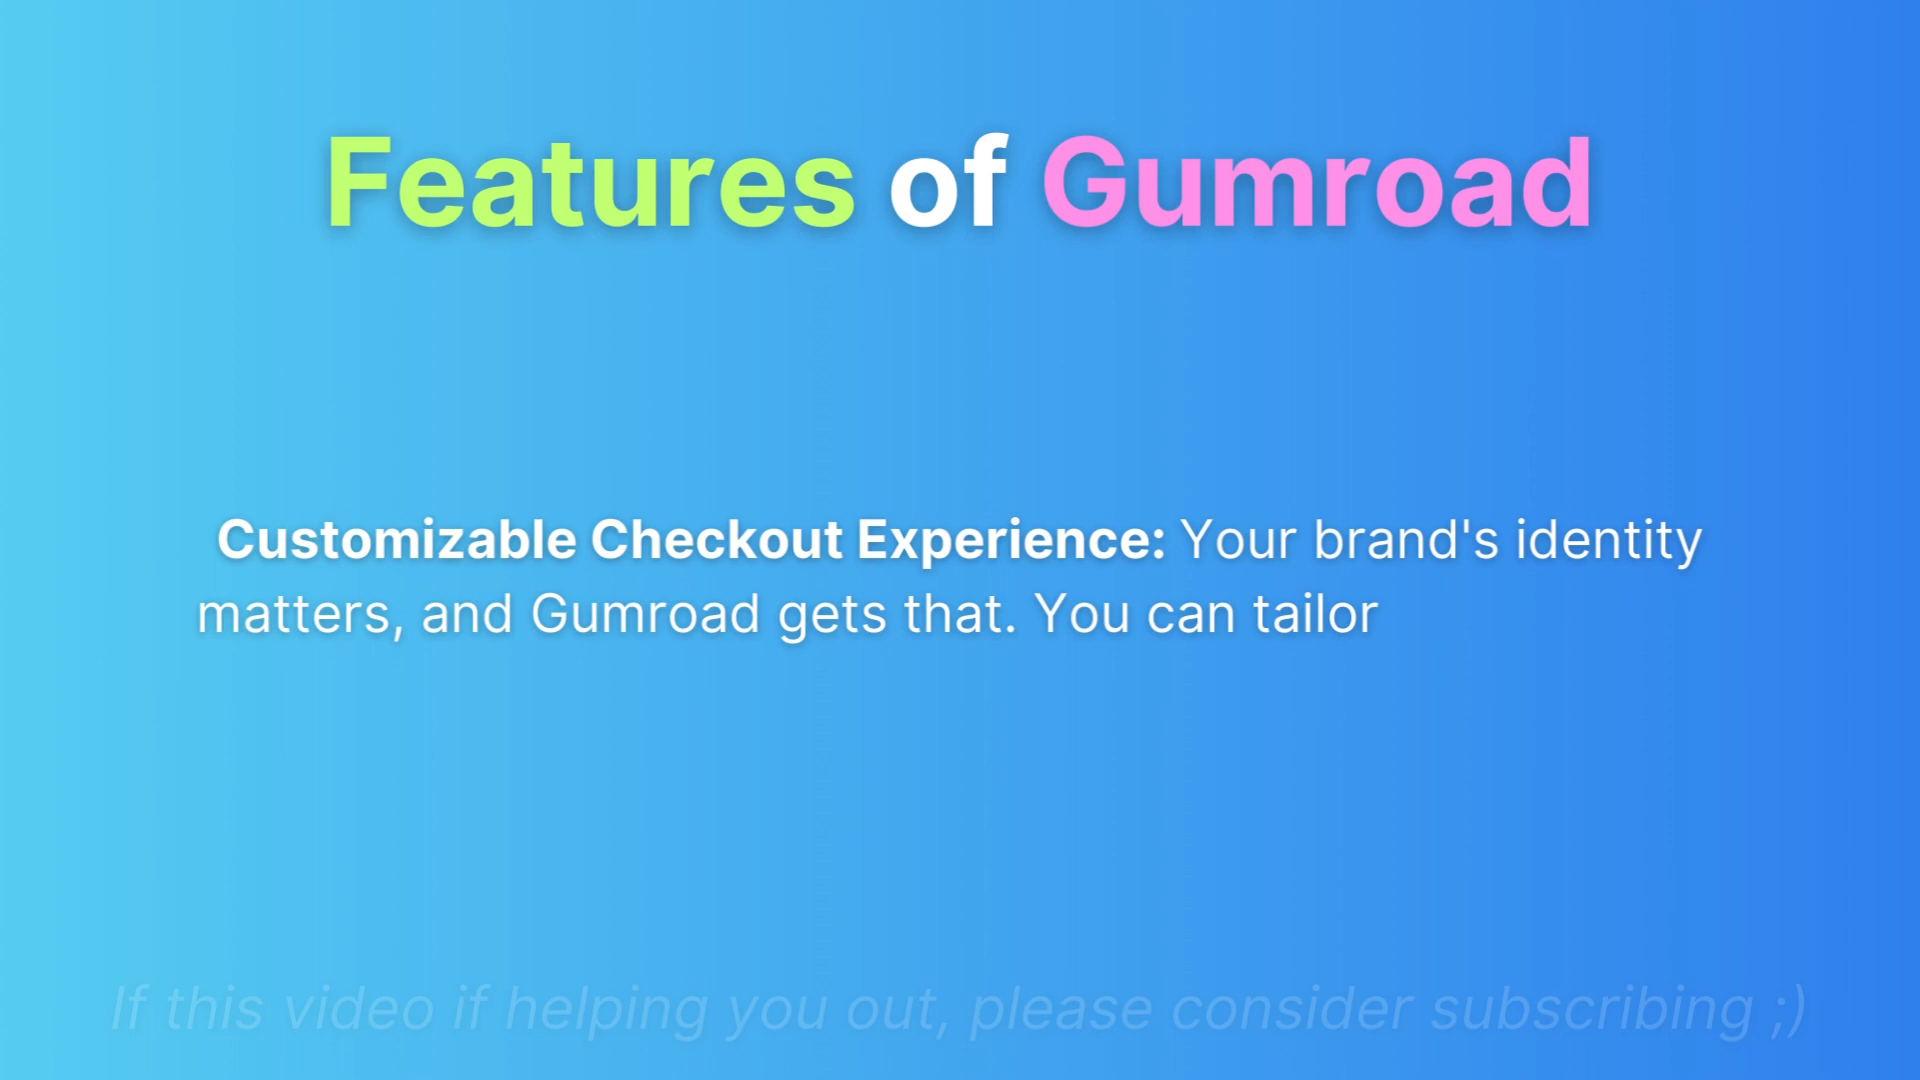 Features of Gumroad
Customizable Checkout Experience: Your brand's identity
matters, and Gumroad gets that. You can tailor
If this video if helping you out, please consider subscribing ;)